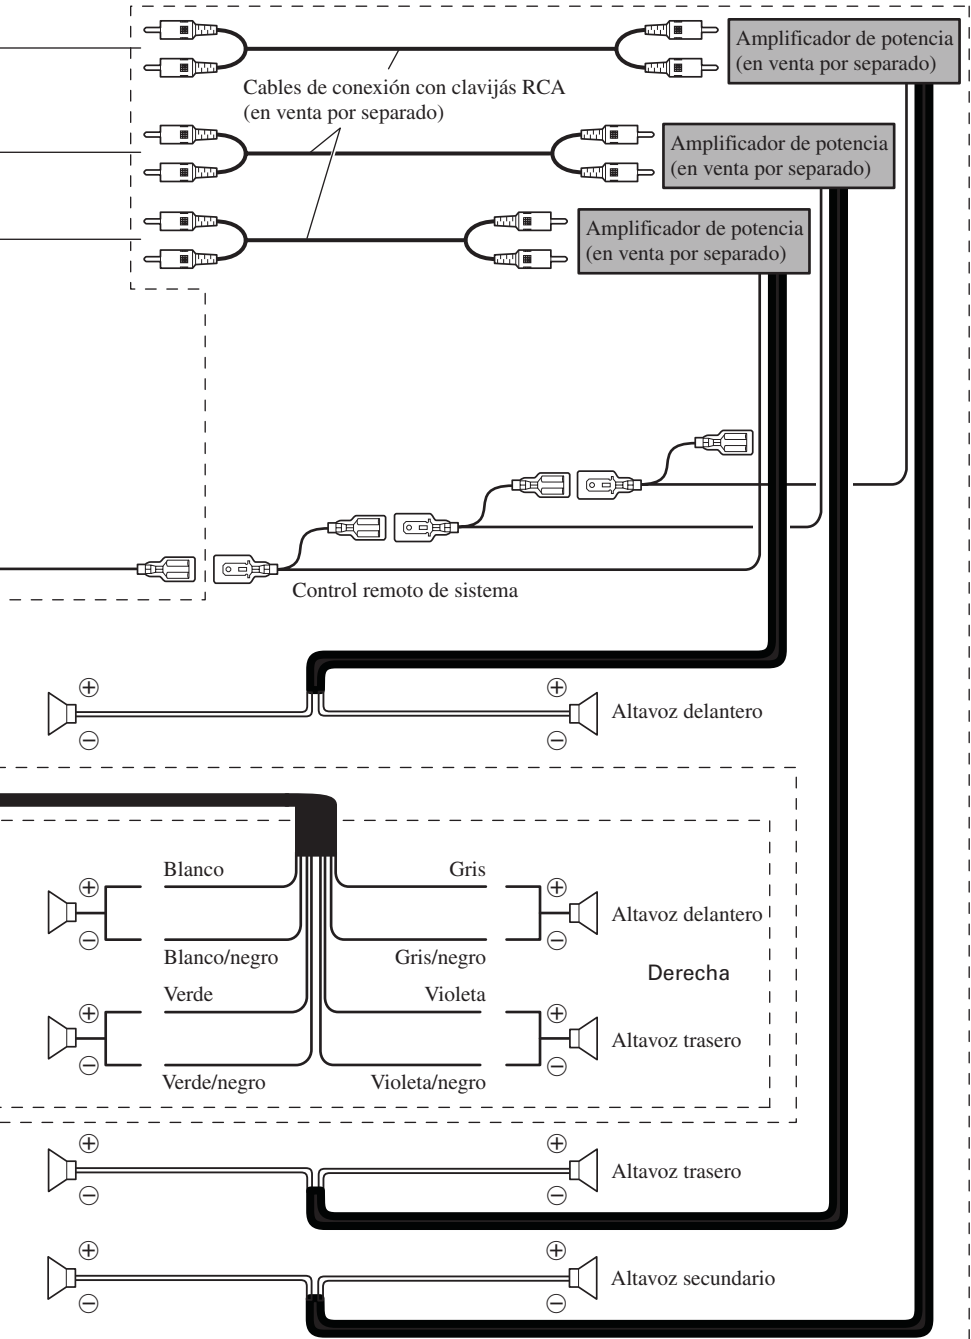 Amplificador de potencia
(en venta por separado)
Cables de conexión con clavijás RCA
(en venta por separado)
Amplificador de potencia
(en venta por separado)
Amplificador de potencia
(en venta por separado)
Control remoto de sistema
⊕ ⊕
Altavoz delantero
⊖ ⊖
Blanco Gris
⊕ ⊕
Altavoz delantero
⊖ ⊖
Blanco/negro Gris/negro
Derecha
Verde Violeta
⊕ ⊕
Altavoz trasero
⊖ ⊖
Verde/negro Violeta/negro
⊕ ⊕
Altavoz trasero
⊖ ⊖
⊕ ⊕
Altavoz secundario
⊖ ⊖